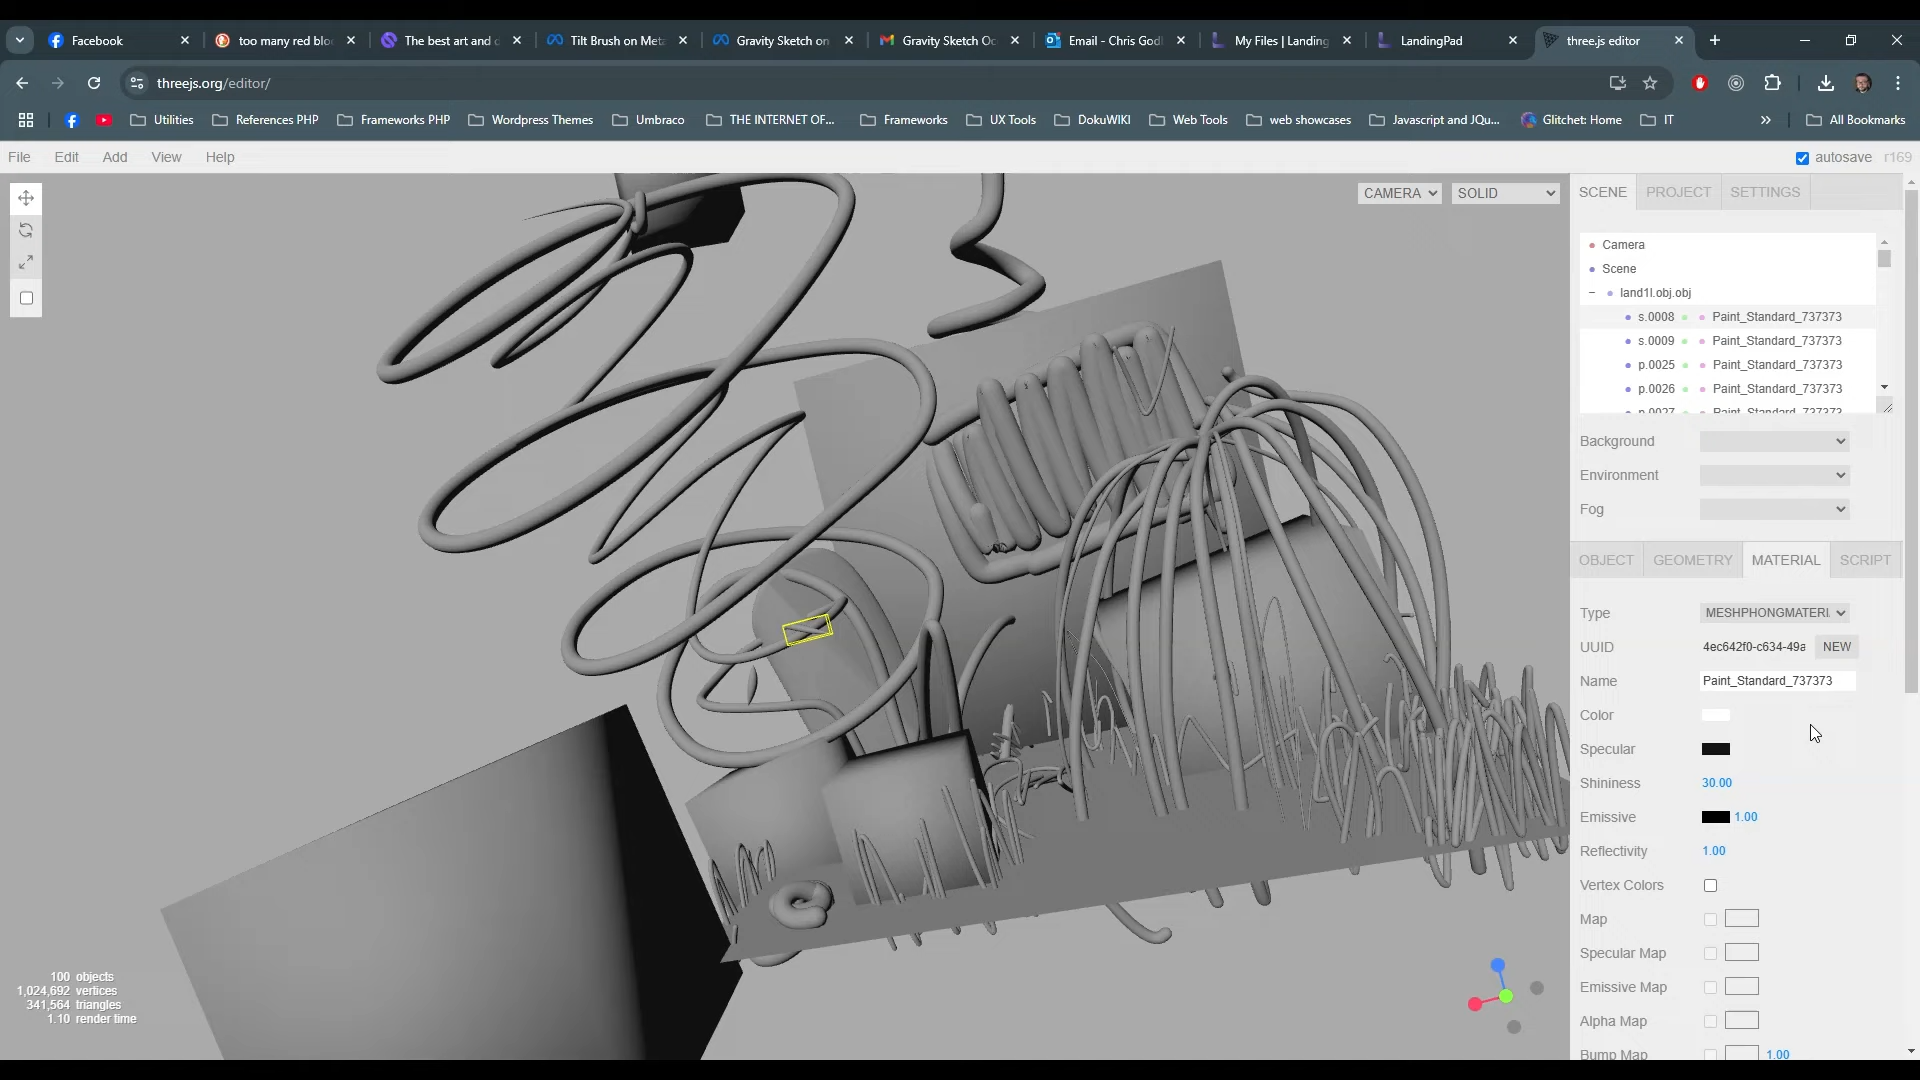 Facebook
too many red blo
The best art and c
Tilt Brush on Meta
Gravity Sketch on
Gravity Sketch Oc
Email - Chris Godl
My Files | Landing
LandingPad
three.js editor
threejs.org/editor/
Utilities
References PHP
Frameworks PHP
Wordpress Themes
Umbraco
THE INTERNET OF...
Frameworks
UX Tools
DokuWIKI
Web Tools
web showcases
Javascript and JQu...
Glitchet: Home
IT
All Bookmarks
File Edit Add View Help
autosave r169
CAMERA
SOLID
SCENE PROJECT SETTINGS
Camera
Scene
land1l.obj.obj
s.0008 Paint_Standard_737373
s.0009 Paint_Standard_737373
p.0025 Paint_Standard_737373
p.0026 Paint_Standard_737373
p.0027 Paint_Standard_737373
Background
Environment
Fog
OBJECT GEOMETRY MATERIAL SCRIPT
Type MESHPHONGMATERI
UUID 4ec642f0-c634-49a NEW
Name Paint_Standard_737373
Color
Specular
Shininess 30.00
Emissive 1.00
Reflectivity 1.00
Vertex Colors
Map
Specular Map
Emissive Map
Alpha Map
Bump Map 1.00
100 objects
1,024,692 vertices
341,564 triangles
1.10 render time